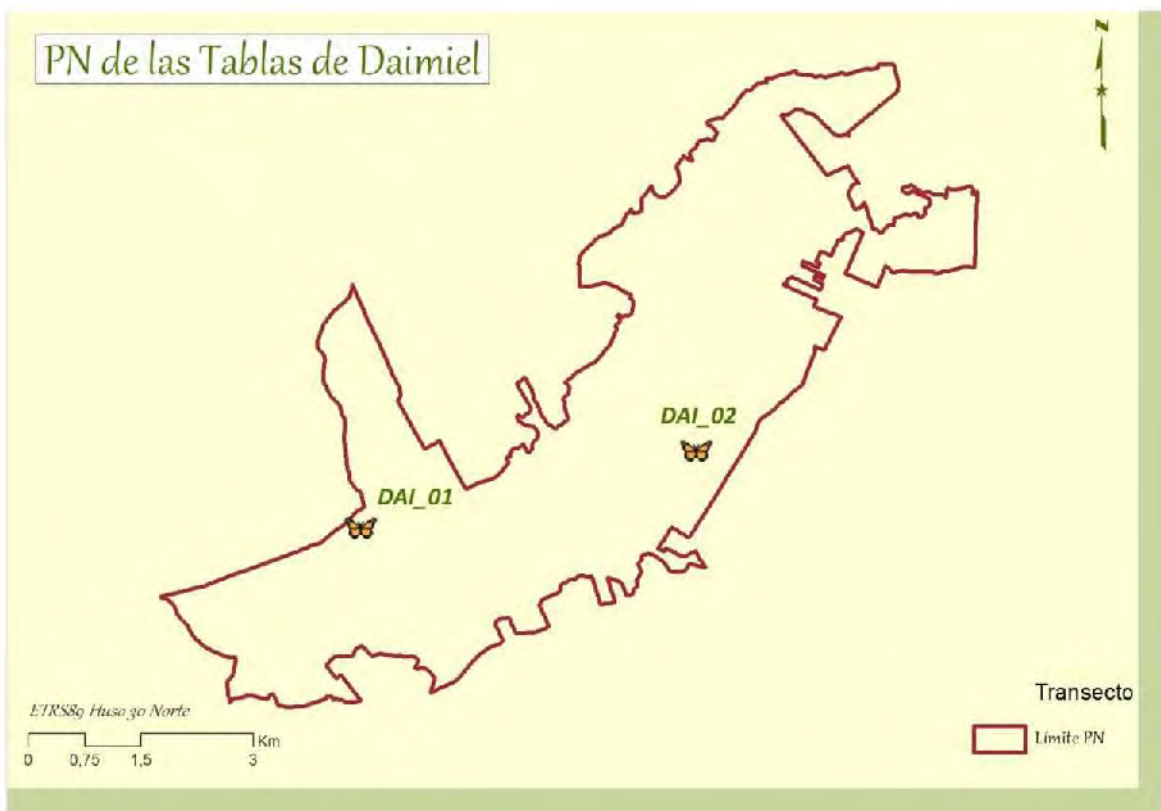 PN de las Tablas de Daimiel
N
DAI_02
DAI_01
Transecto
Límite PN
ETRS89 Huso 30 Norte
Km
0 0,75 1,5 3